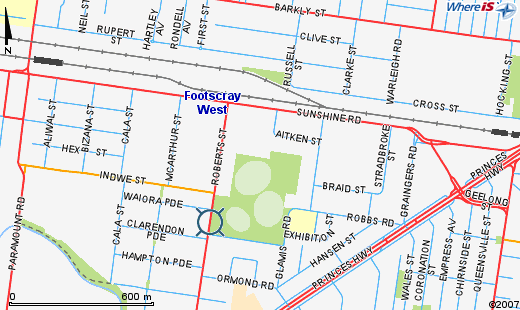 BARKLY ST
Where iS
NEIL-ST
RUPERT
ST
HARTLEY
AV
RONDELL
AV
FIRST-ST
CLIVE ST
RUSSELL
ST
CLARKE-ST
WARLEIGH RD
HOCKING-ST
N
Footscray
West
SUNSHINE RD
CROSS ST
ALIWAL-ST
BIZANA-ST
CALA-ST
MCARTHUR-ST
ROBERTS-ST
AITKEN ST
STRADBROKE
ST
GRAINGERS RD
PRINCES
HWY
HEX-ST
INDWE ST
BRAID-ST
GEELONG
ST
WAIORA PDE
ROBBS RD
PARAMOUNT RD
CALA-ST
CLARENDON
PDE
GLAMIS RD
EXHIBITION ST
HANSEN ST
PRINCES-HWY
WALES-ST
CORONATION
ST
EMPRESS-AV
CHIRNSIDE-ST
QUEENSVILLE-ST
HAMPTON PDE
ORMOND RD
0
600 m
©2007